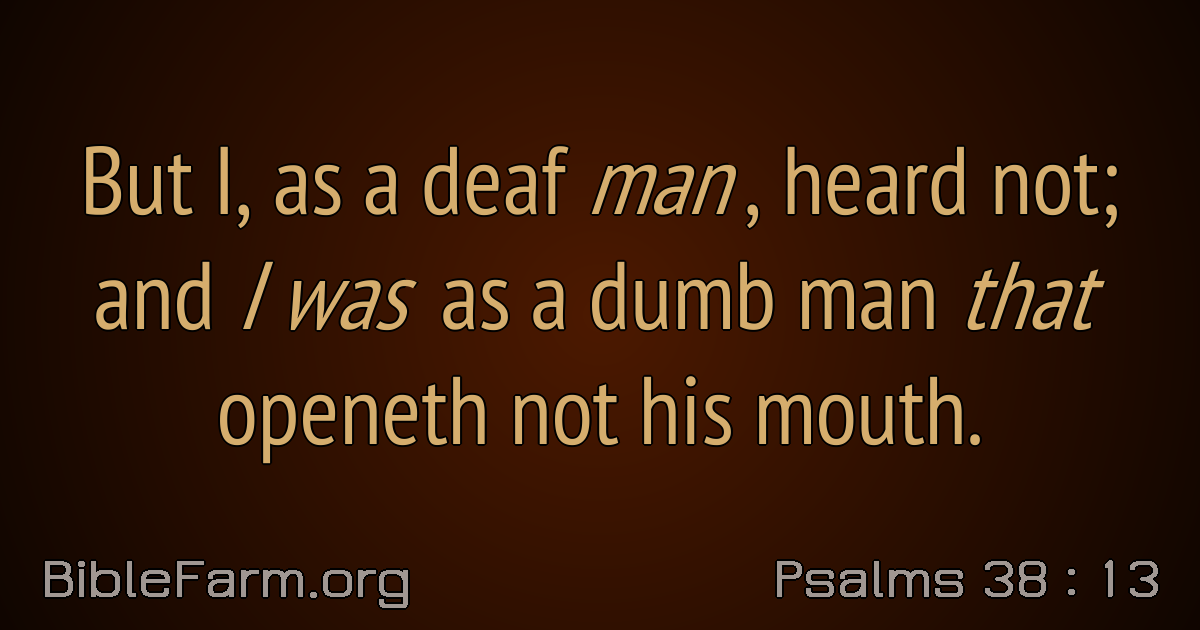 But I, as a deaf man, heard not;
and I was as a dumb man that
openeth not his mouth.
BibleFarm.org
Psalms 38 : 13